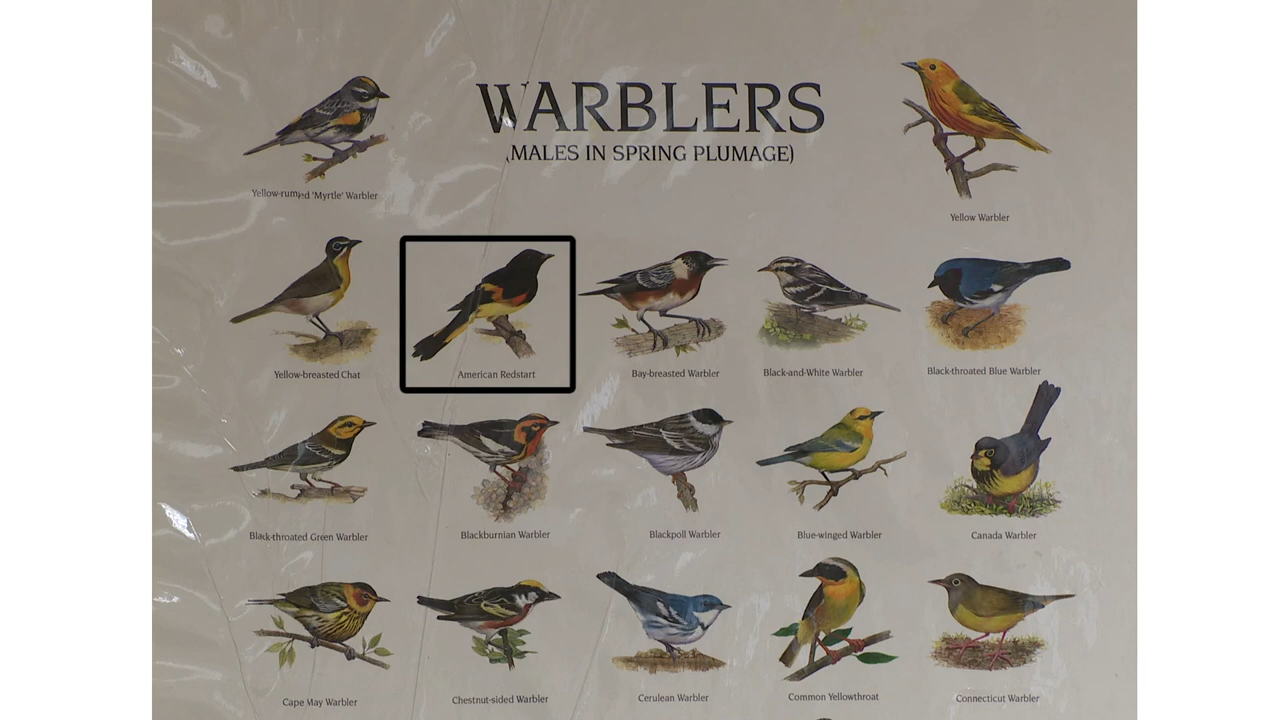 WARBLERS
(MALES IN SPRING PLUMAGE)
Yellow-rumped 'Myrtle' Warbler
Yellow Warbler
Yellow-breasted Chat
American Redstart
Bay-breasted Warbler
Black-and-White Warbler
Black-throated Blue Warbler
Black-throated Green Warbler
Blackburnian Warbler
Blackpoll Warbler
Blue-winged Warbler
Canada Warbler
Cape May Warbler
Chestnut-sided Warbler
Cerulean Warbler
Common Yellowthroat
Connecticut Warbler